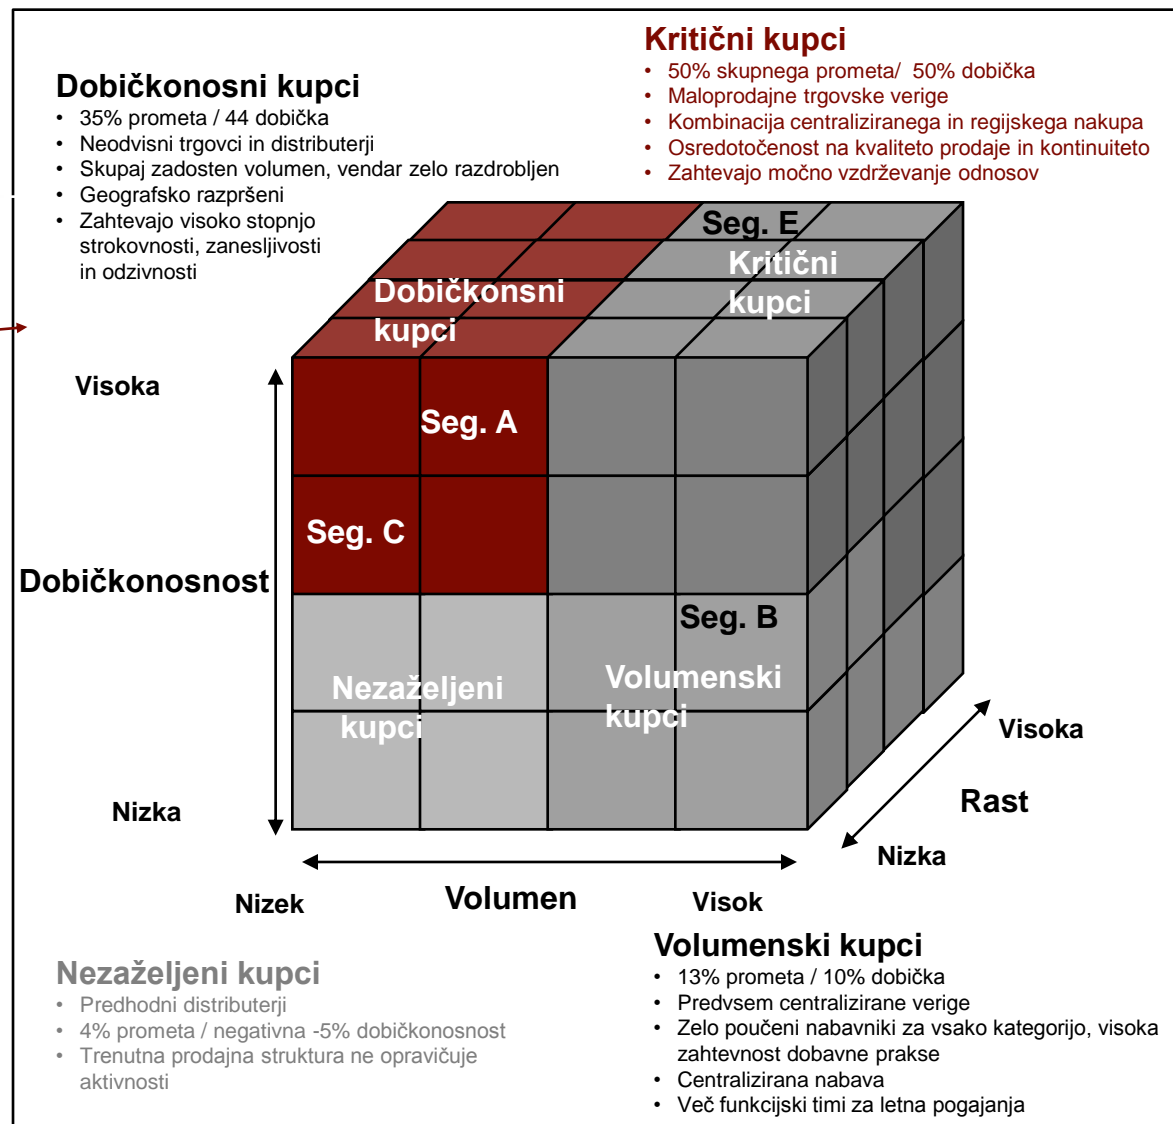 Kritični kupci
• 50% skupnega prometa/ 50% dobička
• Maloprodajne trgovske verige
• Kombinacija centraliziranega in regijskega nakupa
• Osredotočenost na kvaliteto prodaje in kontinuiteto
• Zahtevajo močno vzdrževanje odnosov
Dobičkonosni kupci
• 35% prometa / 44 dobička
• Neodvisni trgovci in distributerji
• Skupaj zadosten volumen, vendar zelo razdrobljen
• Geografsko razpršeni
• Zahtevajo visoko stopnjo
strokovnosti, zanesljivosti
in odzivnosti
Seg. E
Kritični
kupci
Dobičkonsni
kupci
Visoka
Seg. A
Seg. C
Dobičkonosnost
Seg. B
Nezaželjeni
kupci
Volumenski
kupci
Nizka
Visoka
Rast
Nizka
Nizek
Volumen
Visok
Nezaželjeni kupci
• Predhodni distributerji
• 4% prometa / negativna -5% dobičkonosnost
• Trenutna prodajna struktura ne opravičuje
aktivnosti
Volumenski kupci
• 13% prometa / 10% dobička
• Predvsem centralizirane verige
• Zelo poučeni nabavniki za vsako kategorijo, visoka
zahtevnost dobavne prakse
• Centralizirana nabava
• Več funkcijski timi za letna pogajanja